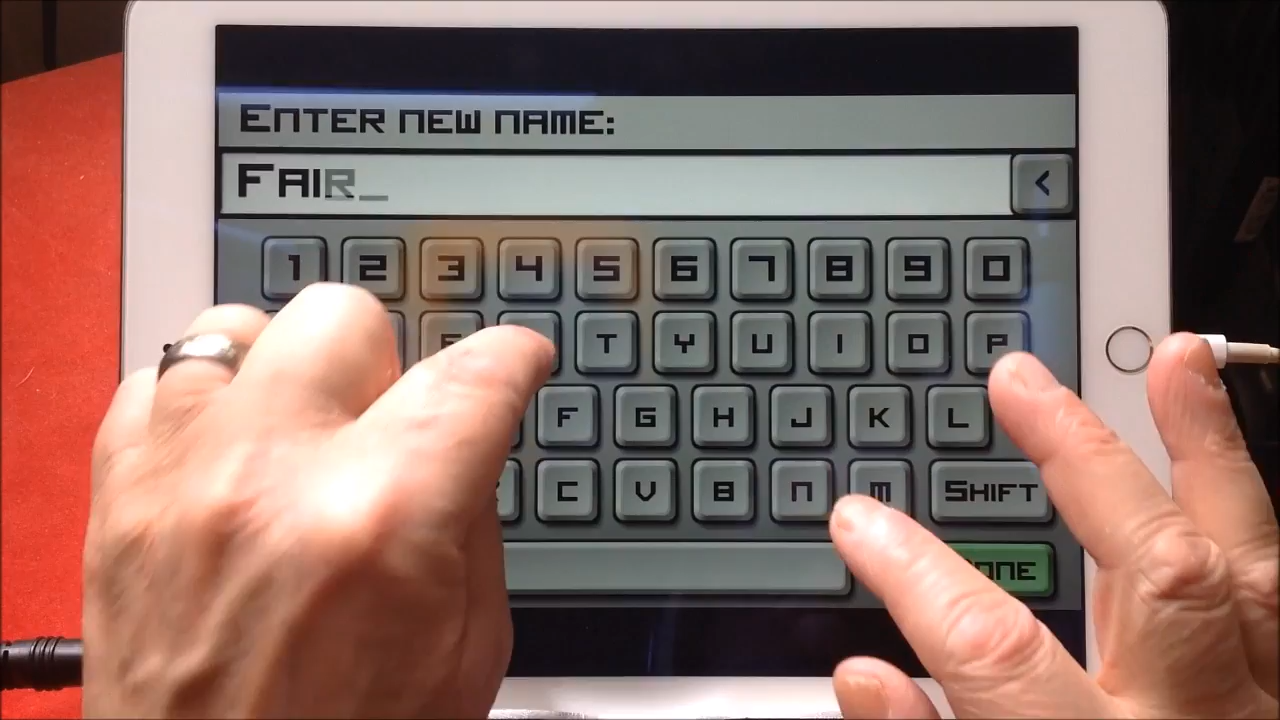 Enter new name:
Fair_
<
1 2 3 4 5 6 7 8 9 0
E T Y U I O P
F G H J K L
C V B N M Shift